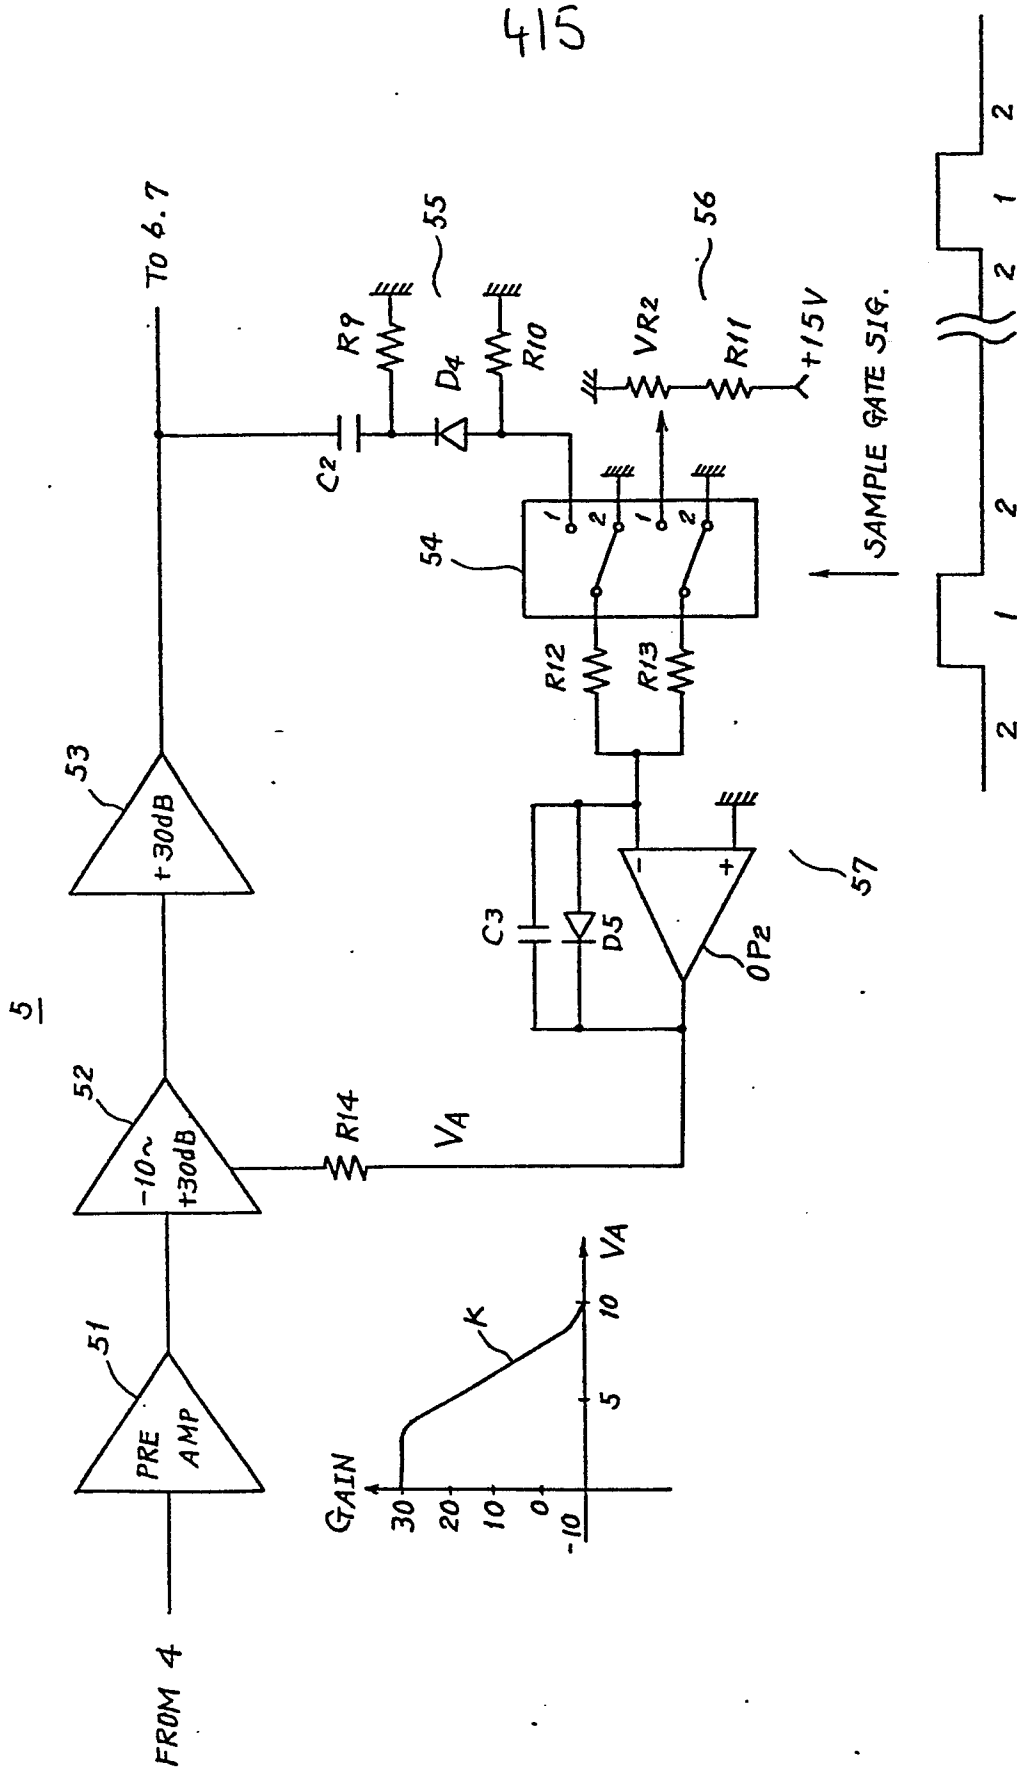 4/5
5
FROM 4
PRE
AMP
51
-10~
+30dB
52
+30dB
53
To 6.7
R14
VA
GAIN
30
20
10
0
-10
K
5
10
VA
C3
D5
-
+
OP2
57
R12
R13
54
1
2
1
2
C2
R9
D4
R10
55
VR2
R11
+15V
56
SAMPLE GATE SIG.
2
1
2
2
1
2